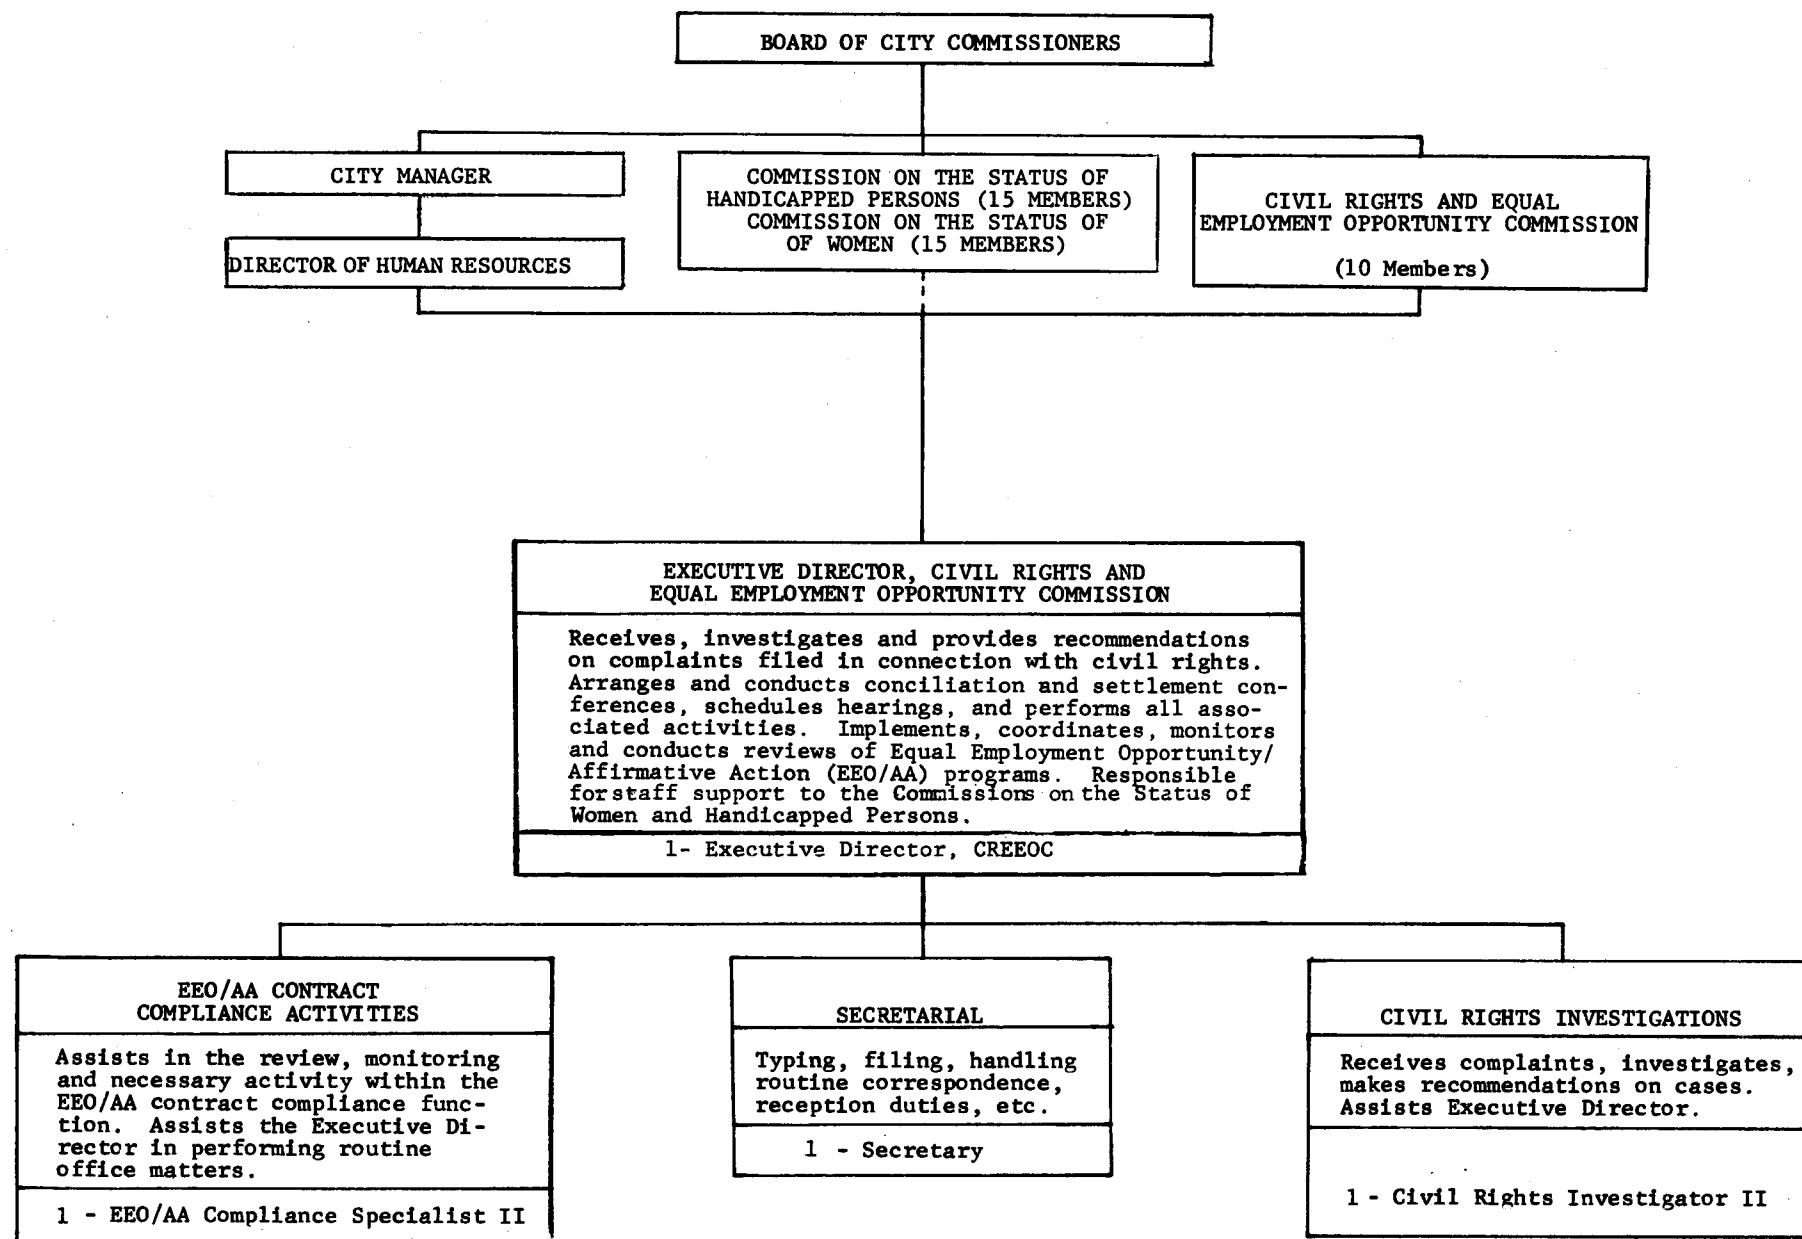 BOARD OF CITY COMMISSIONERS
CITY MANAGER
DIRECTOR OF HUMAN RESOURCES
COMMISSION ON THE STATUS OF
HANDICAPPED PERSONS (15 MEMBERS)
COMMISSION ON THE STATUS OF
OF WOMEN (15 MEMBERS)
CIVIL RIGHTS AND EQUAL
EMPLOYMENT OPPORTUNITY COMMISSION
(10 Members)
EXECUTIVE DIRECTOR, CIVIL RIGHTS AND
EQUAL EMPLOYMENT OPPORTUNITY COMMISSION
Receives, investigates and provides recommendations
on complaints filed in connection with civil rights.
Arranges and conducts conciliation and settlement con-
ferences, schedules hearings, and performs all asso-
ciated activities. Implements, coordinates, monitors
and conducts reviews of Equal Employment Opportunity/
Affirmative Action (EEO/AA) programs. Responsible
for staff support to the Commissions on the Status of
Women and Handicapped Persons.
1- Executive Director, CREEOC
EEO/AA CONTRACT
COMPLIANCE ACTIVITIES
Assists in the review, monitoring
and necessary activity within the
EEO/AA contract compliance func-
tion. Assists the Executive Di-
rector in performing routine
office matters.
1 - EEO/AA Compliance Specialist II
SECRETARIAL
Typing, filing, handling
routine correspondence,
reception duties, etc.
1 - Secretary
CIVIL RIGHTS INVESTIGATIONS
Receives complaints, investigates,
makes recommendations on cases.
Assists Executive Director.
1 - Civil Rights Investigator II